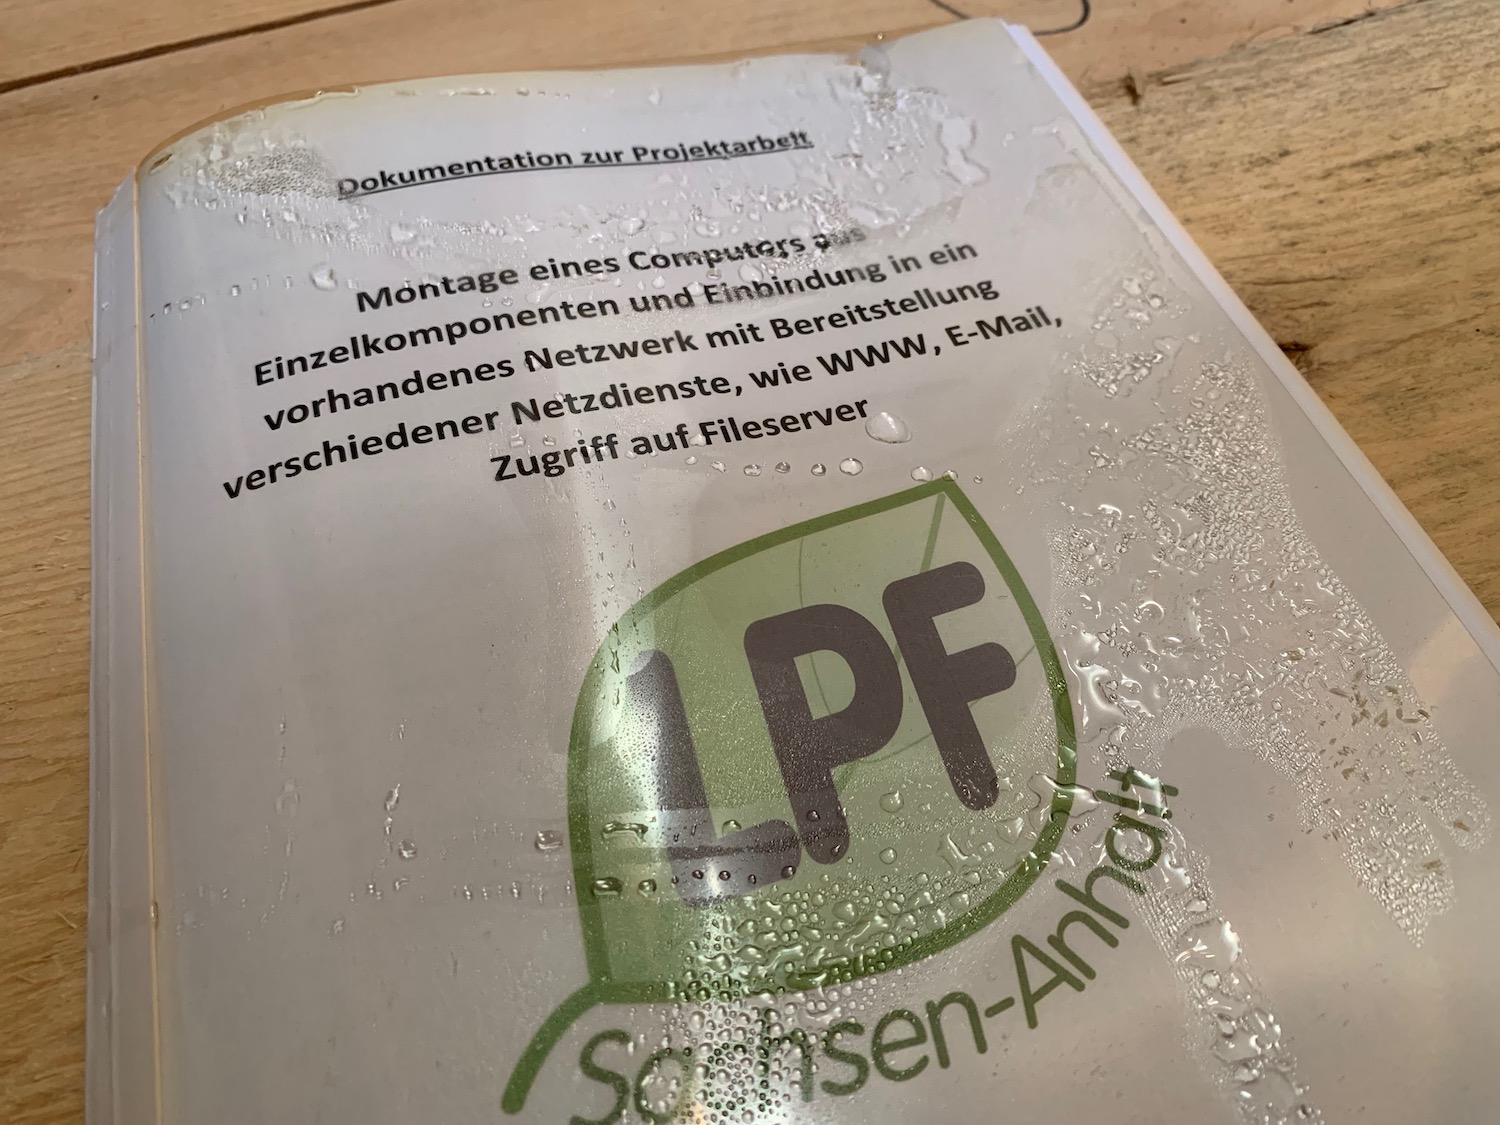 Dokumentation zur Projektarbeit
Montage eines Computers aus
Einzelkomponenten und Einbindung in ein
vorhandenes Netzwerk mit Bereitstellung
verschiedener Netzdienste, wie WWW, E-Mail,
Zugriff auf Fileserver
LPF
Sachsen-Anhalt